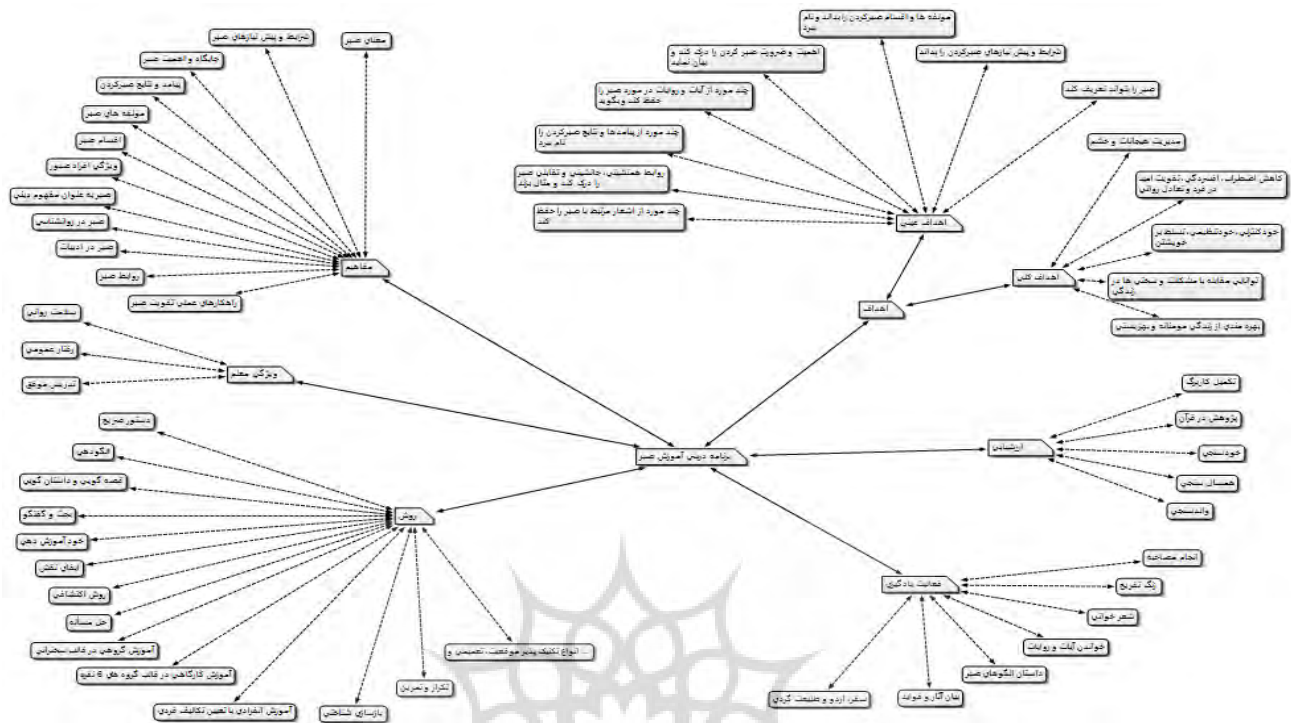 معنای صبر
شرایط و پیش نیازهای صبر
جایگاه و اهمیت صبر
پیامد و نتایج صبرکردن
مولفه های صبر
اقسام صبر
ویژگی افراد صبور
صبر به عنوان مفهوم دینی
صبر در روانشناسی
صبر در ادبیات
روابط صبر
راهکارهای عملی تقویت صبر
مفاهیم
مولفه ها و اقسام صبرکردن را بداند و نام
ببرد
اهمیت و ضرورت صبر کردن را درک کند و
بیان نماید
شرایط و پیش نیازهای صبرکردن را بداند
صبر را بتواند تعریف کند
چند مورد از آیات و روایات در مورد صبر را
حفظ کند و بگوید
چند مورد از پیامدها و نتایج صبرکردن را
نام ببرد
روابط همنشینی، جانشینی و تقابلی صبر
را درک کند و مثال بزند
چند مورد از اشعار مرتبط با صبر را حفظ
کند
اهداف عینی
مدیریت هیجانات و خشم
کاهش اضطراب، افسردگی، تقویت امید
در فرد و تعادل روانی
خودکنترلی، خودتنظیمی، تسلط بر
خویشتن
توانایی مقابله با مشکلات و سختی ها در
زندگی
بهره مندی از زندگی مومنانه و بهزیستی
اهداف کلی
اهداف
سلامت روانی
رفتار عمومی
تدریس موفق
ویژگی معلم
برنامه درسی آموزش صبر
تکمیل کاربرگ
پژوهش در قرآن
خودسنجی
همسال سنجی
والدسنجی
ارزشیابی
دستور صریح
الگودهی
قصه گویی و داستان گویی
بحث و گفتگو
خود آموزش دهی
ایفای نقش
روش اکتشافی
حل مساله
آموزش گروهی در قالب سخنرانی
آموزش کارگاهی در قالب گروه های 6 نفره
آموزش انفرادی با تعیین تکالیف فردی
بازسازی شناختی
تکرار و تمرین
انواع تکنیک پذیر موقعیت، تعمیمی و ...
روش
انجام مصاحبه
زنگ تفریح
شعر خوانی
خواندن آیات و روایات
داستان الگوهای صبر
بیان آثار و فواید
سفر، اردو و طبیعت گردی
فعالیت یادگیری